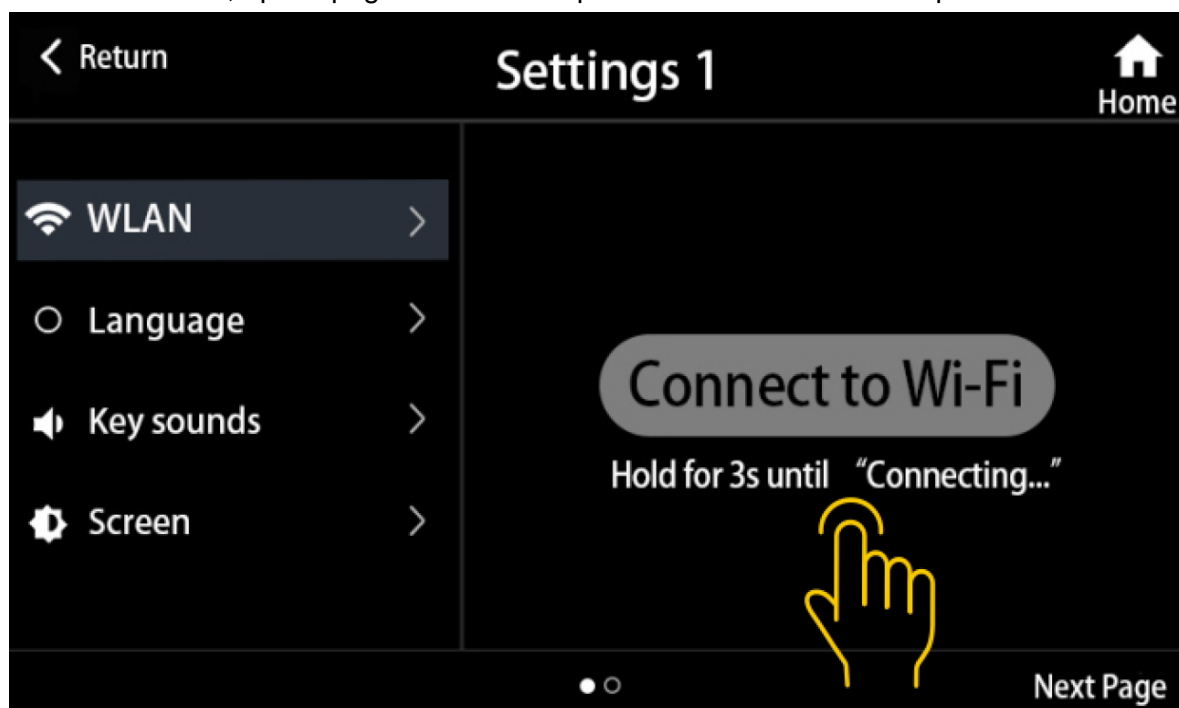 Return
Settings 1
Home
WLAN
Language
Key sounds
Screen
Connect to Wi-Fi
Hold for 3s until “Connecting...”
Next Page